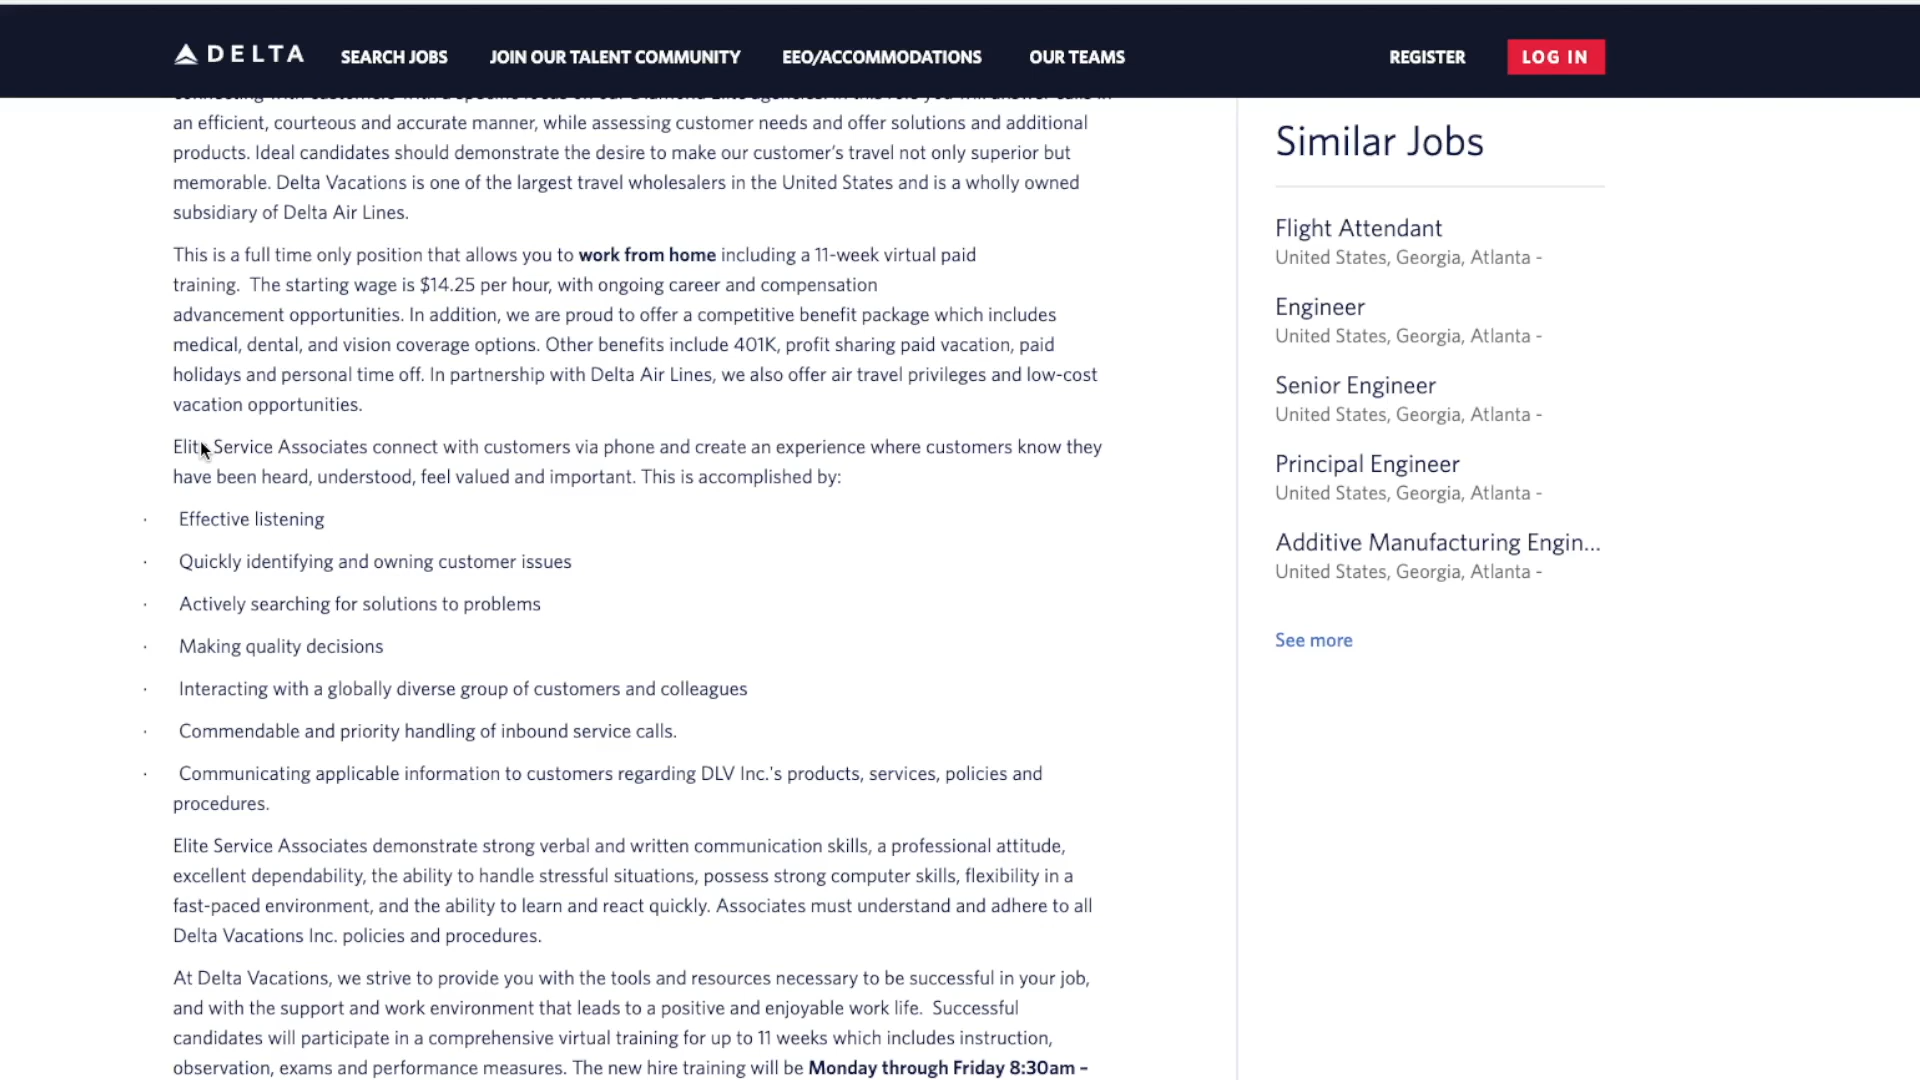 DELTA
SEARCH JOBS
JOIN OUR TALENT COMMUNITY
EEO/ACCOMMODATIONS
OUR TEAMS
REGISTER
LOG IN
an efficient, courteous and accurate manner, while assessing customer needs and offer solutions and additional
products. Ideal candidates should demonstrate the desire to make our customer's travel not only superior but
memorable. Delta Vacations is one of the largest travel wholesalers in the United States and is a wholly owned
subsidiary of Delta Air Lines.
This is a full time only position that allows you to work from home including a 11-week virtual paid
training.  The starting wage is $14.25 per hour, with ongoing career and compensation
advancement opportunities. In addition, we are proud to offer a competitive benefit package which includes
medical, dental, and vision coverage options. Other benefits include 401K, profit sharing paid vacation, paid
holidays and personal time off. In partnership with Delta Air Lines, we also offer air travel privileges and low-cost
vacation opportunities.
Elite Service Associates connect with customers via phone and create an experience where customers know they
have been heard, understood, feel valued and important. This is accomplished by:
· Effective listening
· Quickly identifying and owning customer issues
· Actively searching for solutions to problems
· Making quality decisions
· Interacting with a globally diverse group of customers and colleagues
· Commendable and priority handling of inbound service calls.
· Communicating applicable information to customers regarding DLV Inc.'s products, services, policies and
procedures.
Elite Service Associates demonstrate strong verbal and written communication skills, a professional attitude,
excellent dependability, the ability to handle stressful situations, possess strong computer skills, flexibility in a
fast-paced environment, and the ability to learn and react quickly. Associates must understand and adhere to all
Delta Vacations Inc. policies and procedures.
At Delta Vacations, we strive to provide you with the tools and resources necessary to be successful in your job,
and with the support and work environment that leads to a positive and enjoyable work life.  Successful
candidates will participate in a comprehensive virtual training for up to 11 weeks which includes instruction,
observation, exams and performance measures. The new hire training will be Monday through Friday 8:30am –
Similar Jobs
Flight Attendant
United States, Georgia, Atlanta -
Engineer
United States, Georgia, Atlanta -
Senior Engineer
United States, Georgia, Atlanta -
Principal Engineer
United States, Georgia, Atlanta -
Additive Manufacturing Engin...
United States, Georgia, Atlanta -
See more